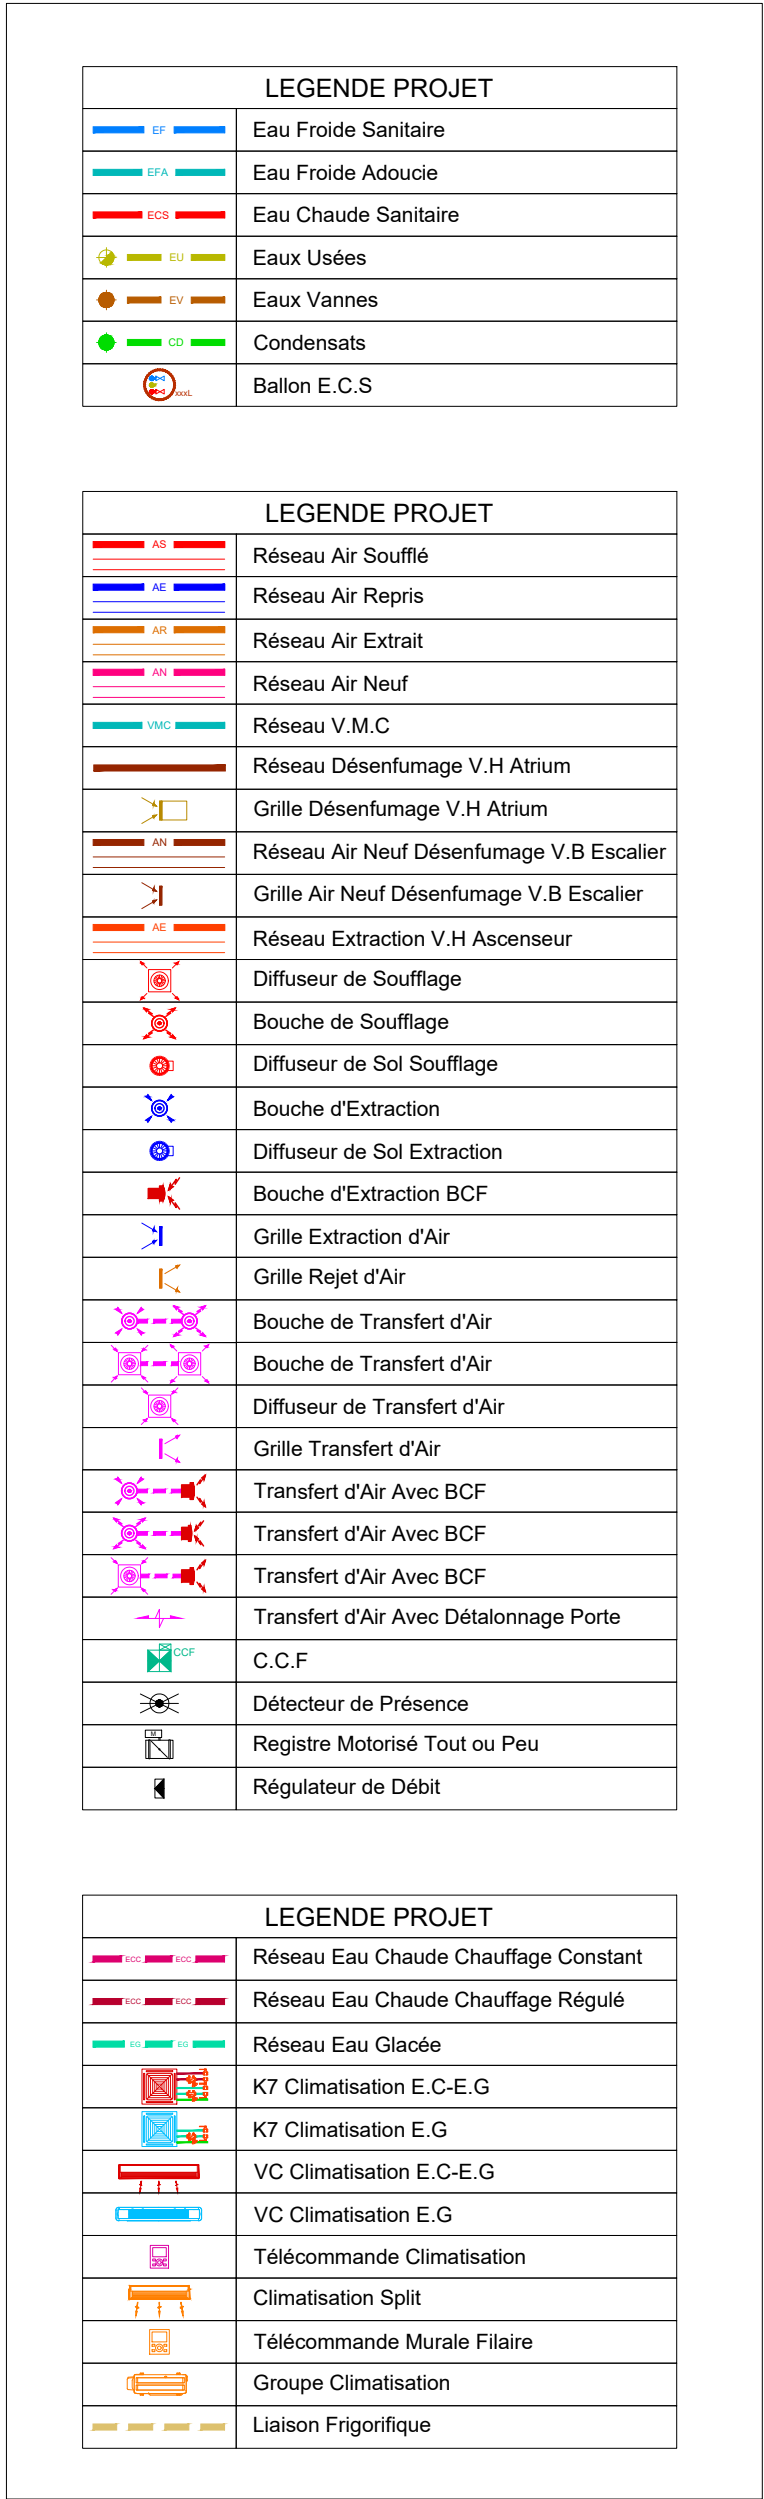 LEGENDE PROJET
EF Eau Froide Sanitaire
EFA Eau Froide Adoucie
ECS Eau Chaude Sanitaire
EU Eaux Usées
EV Eaux Vannes
CD Condensats
xxxL Ballon E.C.S
LEGENDE PROJET
AS Réseau Air Soufflé
AE Réseau Air Repris
AR Réseau Air Extrait
AN Réseau Air Neuf
VMC Réseau V.M.C
Réseau Désenfumage V.H Atrium
Grille Désenfumage V.H Atrium
AN Réseau Air Neuf Désenfumage V.B Escalier
Grille Air Neuf Désenfumage V.B Escalier
AE Réseau Extraction V.H Ascenseur
Diffuseur de Soufflage
Bouche de Soufflage
Diffuseur de Sol Soufflage
Bouche d'Extraction
Diffuseur de Sol Extraction
Bouche d'Extraction BCF
Grille Extraction d'Air
Grille Rejet d'Air
Bouche de Transfert d'Air
Bouche de Transfert d'Air
Diffuseur de Transfert d'Air
Grille Transfert d'Air
Transfert d'Air Avec BCF
Transfert d'Air Avec BCF
Transfert d'Air Avec BCF
Transfert d'Air Avec Détalonnage Porte
CCF C.C.F
Détecteur de Présence
M Registre Motorisé Tout ou Peu
Régulateur de Débit
LEGENDE PROJET
ECC ECC Réseau Eau Chaude Chauffage Constant
ECC ECC Réseau Eau Chaude Chauffage Régulé
EG EG Réseau Eau Glacée
K7 Climatisation E.C-E.G
K7 Climatisation E.G
VC Climatisation E.C-E.G
VC Climatisation E.G
Télécommande Climatisation
Climatisation Split
Télécommande Murale Filaire
Groupe Climatisation
Liaison Frigorifique